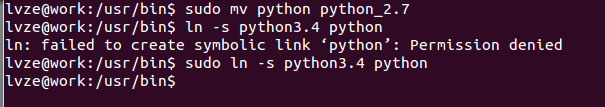 lvze@work:/usr/bin$ sudo mv python python_2.7
lvze@work:/usr/bin$ ln -s python3.4 python
ln: failed to create symbolic link ‘python’: Permission denied
lvze@work:/usr/bin$ sudo ln -s python3.4 python
lvze@work:/usr/bin$